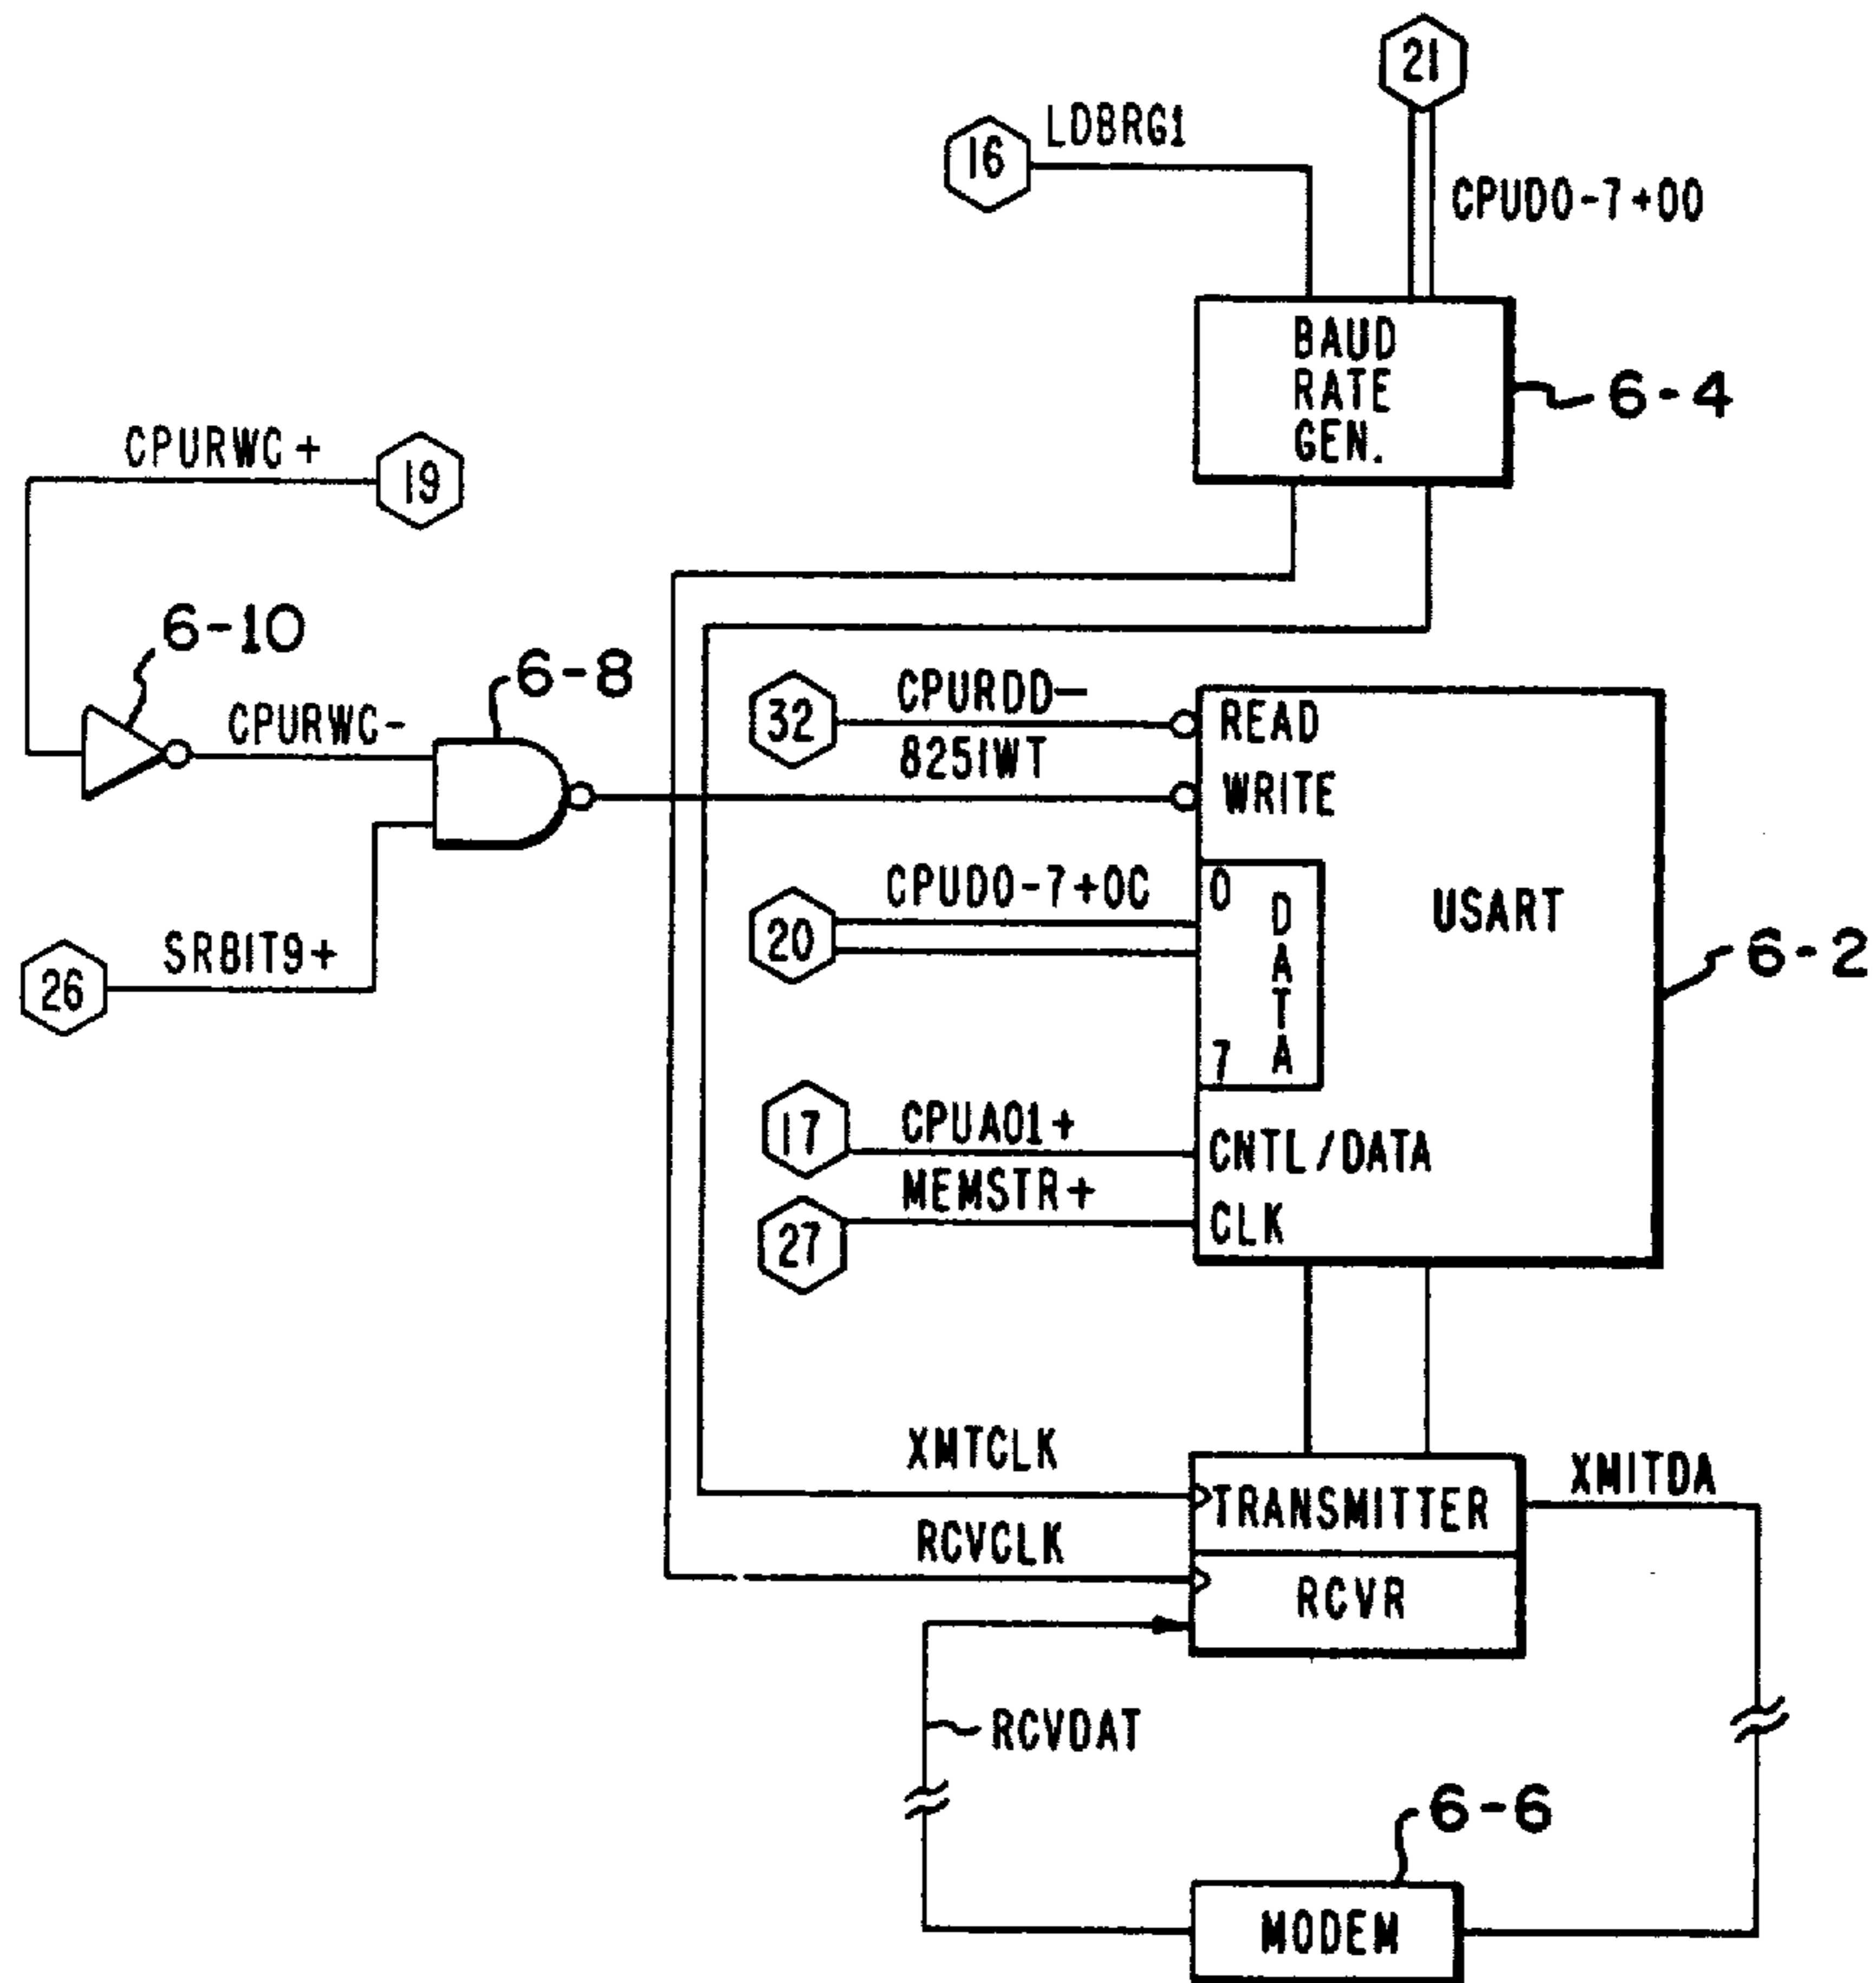 21
16
LDBRG1
CPUD0-7+00
BAUD
RATE
GEN.
6-4
CPURWC+
19
6-10
6-8
CPURWC-
32
CPURDD-
READ
8251WT
WRITE
CPUD0-7+0C
20
0
DATA
7
USART
6-2
SRBIT9+
26
17
CPUA01+
CNTL/DATA
MEMSTR+
27
CLK
XMTCLK
TRANSMITTER
XMITDA
RCVCLK
RCVR
RCVDAT
6-6
MODEM